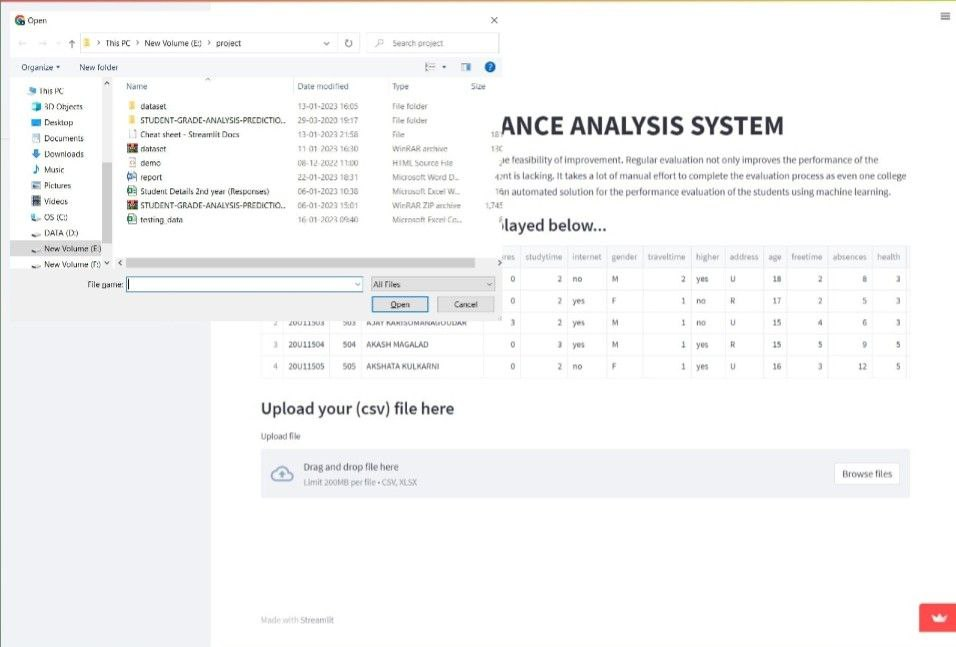 Open
This PC > New Volume (E:) > project
Search project
Organize
New folder
Name Date modified Type Size
This PC
3D Objects
Desktop
Documents
Downloads
Music
Pictures
Videos
OS (C:)
DATA (D:)
New Volume (E:)
New Volume (F:)
dataset 13-01-2023 16:05 File folder
STUDENT-GRADE-ANALYSIS-PREDICTIO... 29-03-2020 19:17 File folder
Cheat sheet - Streamlit Docs 13-01-2023 21:58 File
dataset 11-01-2023 16:30 WinRAR archive
demo 08-12-2022 11:00 HTML Source File
report 22-01-2023 18:31 Microsoft Word D...
Student Details 2nd year (Responses) 06-01-2023 10:38 Microsoft Excel W...
STUDENT-GRADE-ANALYSIS-PREDICTIO... 06-01-2023 15:01 WinRAR ZIP archive 1,745
testing_data 16-01-2023 09:40 Microsoft Excel Co...
File name:
All Files
Open
Cancel
ANCE ANALYSIS SYSTEM
feasibility of improvement. Regular evaluation not only improves the performance of the
is lacking. It takes a lot of manual effort to complete the evaluation process as even one college
an automated solution for the performance evaluation of the students using machine learning.
layed below...
res studytime internet gender traveltime higher address age freetime absences health
0 2 no M 2 yes U 18 2 8 3
0 2 yes F 1 no R 17 2 5 3
2 20U11503 503 AJAY KARISOMANAGOUDAR 3 2 yes M 1 no U 15 4 6 3
3 20U11504 504 AKASH MAGALAD 0 3 yes M 1 yes R 15 5 9 5
4 20U11505 505 AKSHATA KULKARNI 0 2 no F 1 yes U 16 3 12 5
Upload your (csv) file here
Upload file
Drag and drop file here
Limit 200MB per file • CSV, XLSX
Browse files
Made with Streamlit